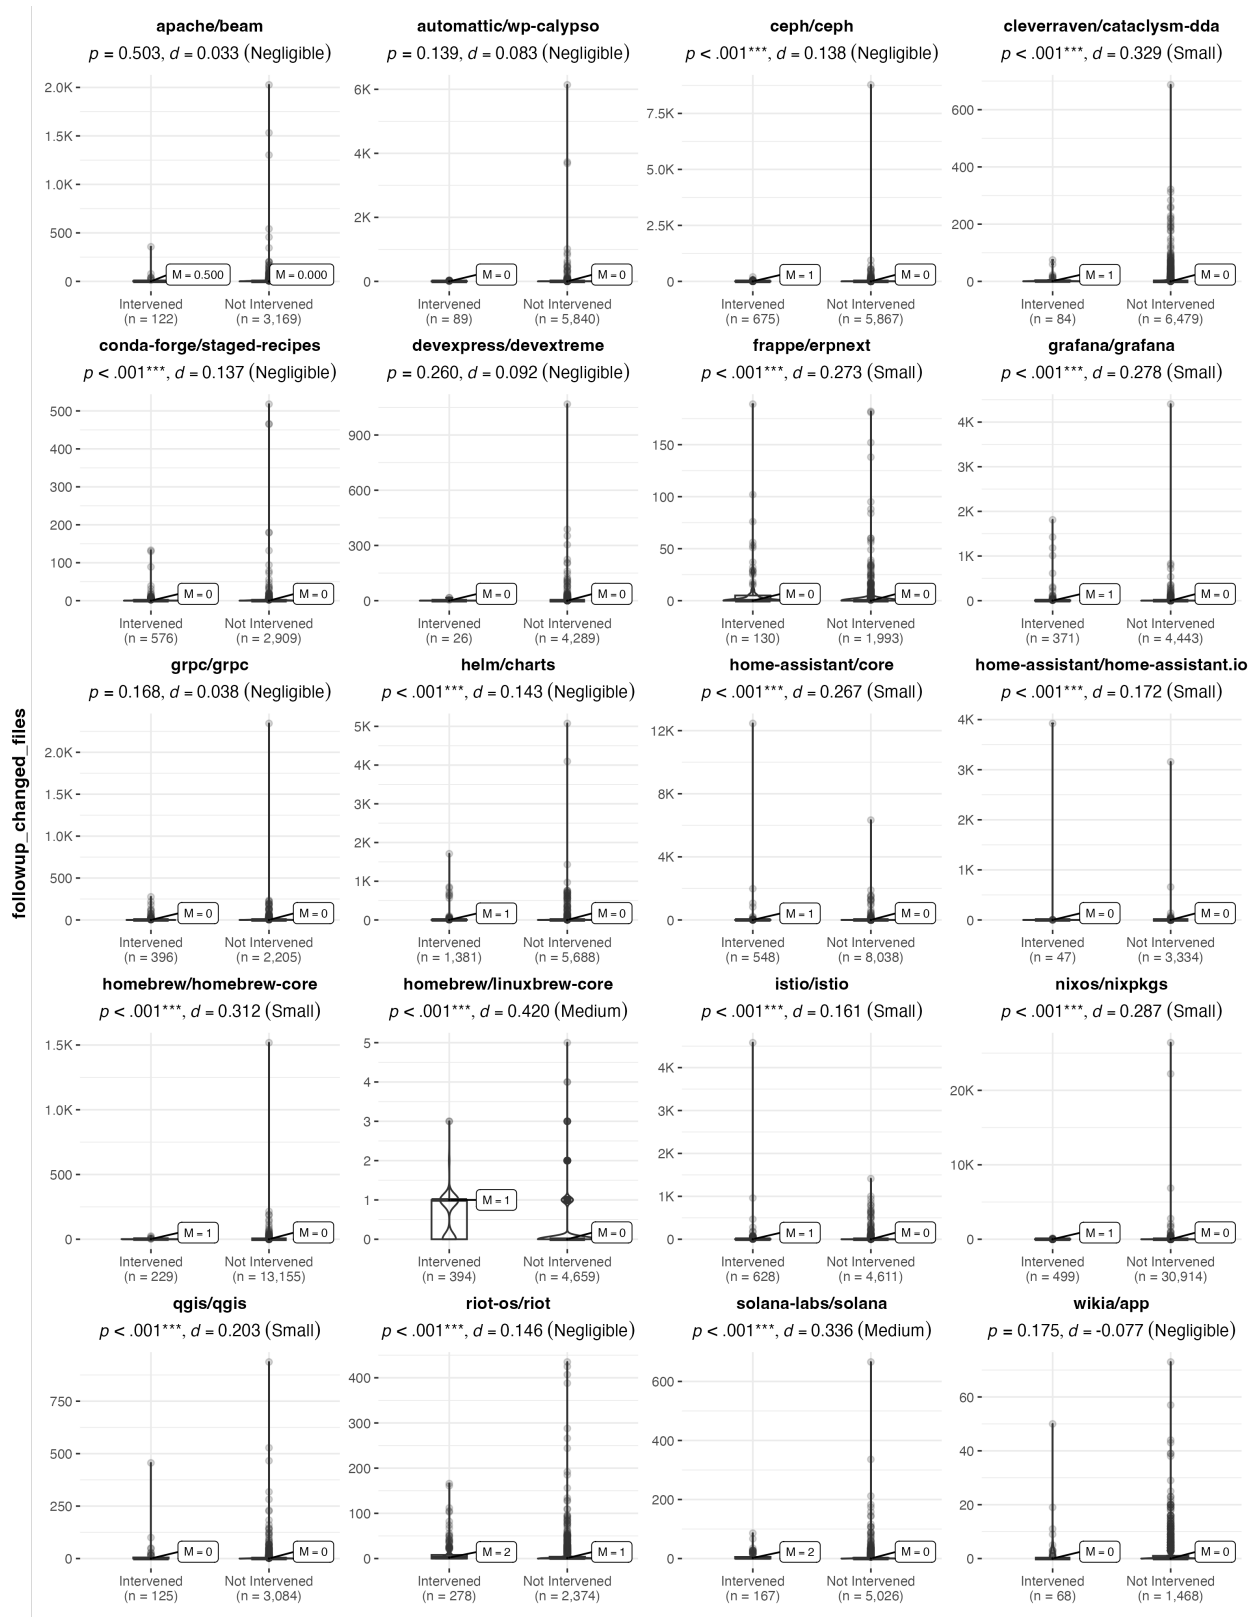 followup_changed_files
apache/beam
p = 0.503, d = 0.033 (Negligible)
2.0K
1.5K
1.0K
500
0
M = 0.500
M = 0.000
Intervened
(n = 122)
Not Intervened
(n = 3,169)
automattic/wp-calypso
p = 0.139, d = 0.083 (Negligible)
6K
4K
2K
0
M = 0
M = 0
Intervened
(n = 89)
Not Intervened
(n = 5,840)
ceph/ceph
p < .001***, d = 0.138 (Negligible)
7.5K
5.0K
2.5K
0
M = 1
M = 0
Intervened
(n = 675)
Not Intervened
(n = 5,867)
cleverraven/cataclysm-dda
p < .001***, d = 0.329 (Small)
600
400
200
0
M = 1
M = 0
Intervened
(n = 84)
Not Intervened
(n = 6,479)
conda-forge/staged-recipes
p < .001***, d = 0.137 (Negligible)
500
400
300
200
100
0
M = 0
M = 0
Intervened
(n = 576)
Not Intervened
(n = 2,909)
devexpress/devextreme
p = 0.260, d = 0.092 (Negligible)
900
600
300
0
M = 0
M = 0
Intervened
(n = 26)
Not Intervened
(n = 4,289)
frappe/erpnext
p < .001***, d = 0.273 (Small)
150
100
50
0
M = 0
M = 0
Intervened
(n = 130)
Not Intervened
(n = 1,993)
grafana/grafana
p < .001***, d = 0.278 (Small)
4K
3K
2K
1K
0
M = 1
M = 0
Intervened
(n = 371)
Not Intervened
(n = 4,443)
grpc/grpc
p = 0.168, d = 0.038 (Negligible)
2.0K
1.5K
1.0K
500
0
M = 0
M = 0
Intervened
(n = 396)
Not Intervened
(n = 2,205)
helm/charts
p < .001***, d = 0.143 (Negligible)
5K
4K
3K
2K
1K
0
M = 1
M = 0
Intervened
(n = 1,381)
Not Intervened
(n = 5,688)
home-assistant/core
p < .001***, d = 0.267 (Small)
12K
8K
4K
0
M = 1
M = 0
Intervened
(n = 548)
Not Intervened
(n = 8,038)
home-assistant/home-assistant.io
p < .001***, d = 0.172 (Small)
4K
3K
2K
1K
0
M = 0
M = 0
Intervened
(n = 47)
Not Intervened
(n = 3,334)
homebrew/homebrew-core
p < .001***, d = 0.312 (Small)
1.5K
1.0K
500
0
M = 1
M = 0
Intervened
(n = 229)
Not Intervened
(n = 13,155)
homebrew/linuxbrew-core
p < .001***, d = 0.420 (Medium)
5
4
3
2
1
0
M = 1
M = 0
Intervened
(n = 394)
Not Intervened
(n = 4,659)
istio/istio
p < .001***, d = 0.161 (Small)
4K
3K
2K
1K
0
M = 1
M = 0
Intervened
(n = 628)
Not Intervened
(n = 4,611)
nixos/nixpkgs
p < .001***, d = 0.287 (Small)
20K
10K
0
M = 1
M = 0
Intervened
(n = 499)
Not Intervened
(n = 30,914)
qgis/qgis
p < .001***, d = 0.203 (Small)
750
500
250
0
M = 0
M = 0
Intervened
(n = 125)
Not Intervened
(n = 3,084)
riot-os/riot
p < .001***, d = 0.146 (Negligible)
400
300
200
100
0
M = 2
M = 1
Intervened
(n = 278)
Not Intervened
(n = 2,374)
solana-labs/solana
p < .001***, d = 0.336 (Medium)
600
400
200
0
M = 2
M = 0
Intervened
(n = 167)
Not Intervened
(n = 5,026)
wikia/app
p = 0.175, d = -0.077 (Negligible)
60
40
20
0
M = 0
M = 0
Intervened
(n = 68)
Not Intervened
(n = 1,468)